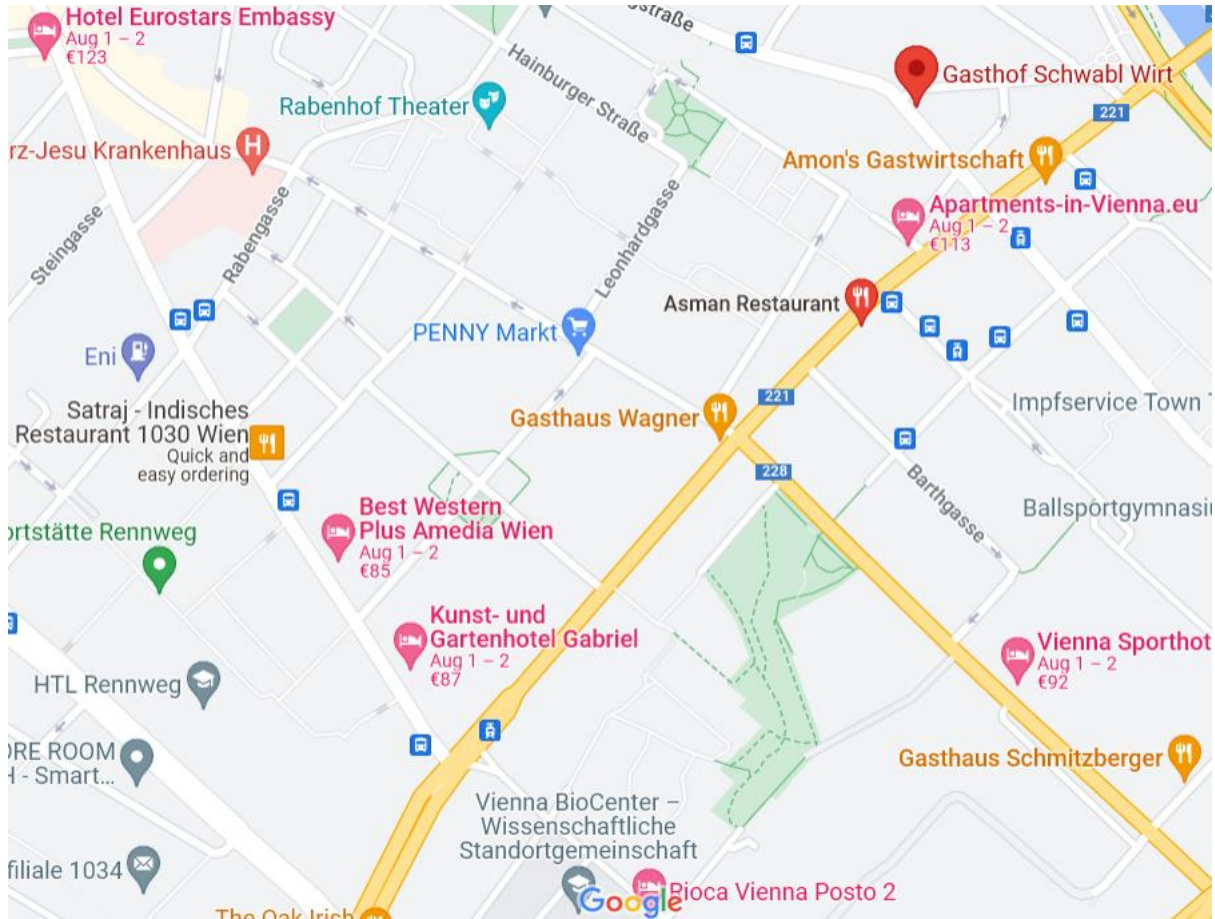 Hotel Eurostars Embassy
Aug 1 – 2
€123
Hainburger Straße
gstraße
Gasthof Schwabl Wirt
Rabenhof Theater
221
rz-Jesu Krankenhaus
H
Amon's Gastwirtschaft
Steingasse
Rabengasse
Leonhardgasse
Apartments-in-Vienna.eu
Aug 1 – 2
€113
Asman Restaurant
PENNY Markt
Eni
221
Satraj - Indisches
Restaurant 1030 Wien
Quick and
easy ordering
Gasthaus Wagner
Impfservice Town T
228
Barthgasse
Best Western
Plus Amedia Wien
Aug 1 – 2
€85
Ballsportgymnasiu
ortstätte Rennweg
Kunst- und
Gartenhotel Gabriel
Aug 1 – 2
€87
Vienna Sporthot
Aug 1 – 2
€92
HTL Rennweg
ORE ROOM
H - Smart...
Gasthaus Schmitzberger
Vienna BioCenter –
Wissenschaftliche
Standortgemeinschaft
filiale 1034
Google
Rioca Vienna Posto 2
The Oak Irish